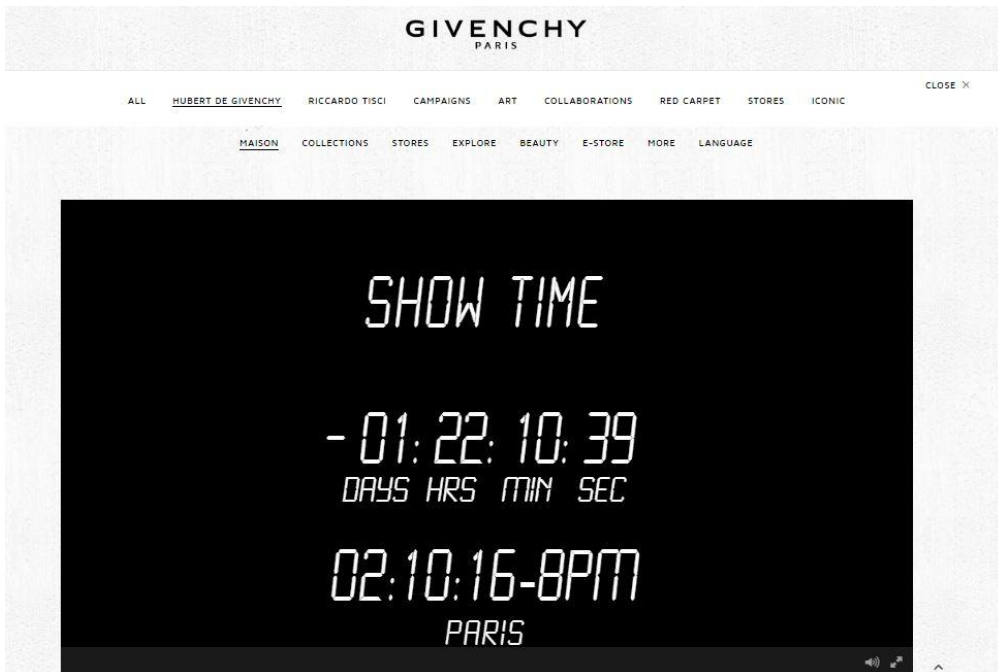 GIVENCHY
PARIS
CLOSE ×
ALL HUBERT DE GIVENCHY RICCARDO TISCI CAMPAIGNS ART COLLABORATIONS RED CARPET STORES ICONIC
MAISON COLLECTIONS STORES EXPLORE BEAUTY E-STORE MORE LANGUAGE
SHOW TIME
- 01: 22: 10: 39
DAYS HRS MIN SEC
02:10:16-8PM
PARIS